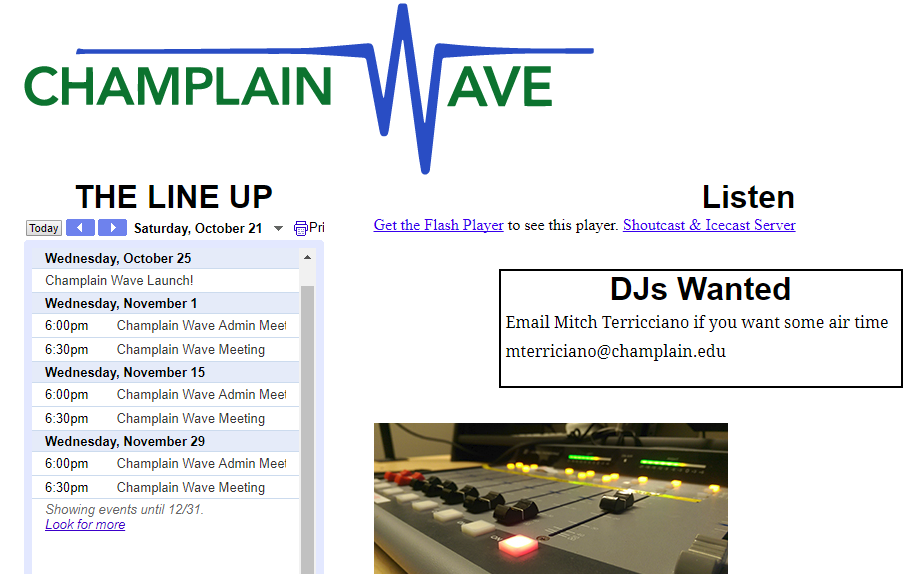 CHAMPLAIN WAVE
THE LINE UP
Today
Saturday, October 21
Pri
Wednesday, October 25
Champlain Wave Launch!
Wednesday, November 1
6:00pm Champlain Wave Admin Meet
6:30pm Champlain Wave Meeting
Wednesday, November 15
6:00pm Champlain Wave Admin Meet
6:30pm Champlain Wave Meeting
Wednesday, November 29
6:00pm Champlain Wave Admin Meet
6:30pm Champlain Wave Meeting
Showing events until 12/31.
Look for more
Listen
Get the Flash Player to see this player. Shoutcast & Icecast Server
DJs Wanted
Email Mitch Terricciano if you want some air time
mterriciano@champlain.edu
ON